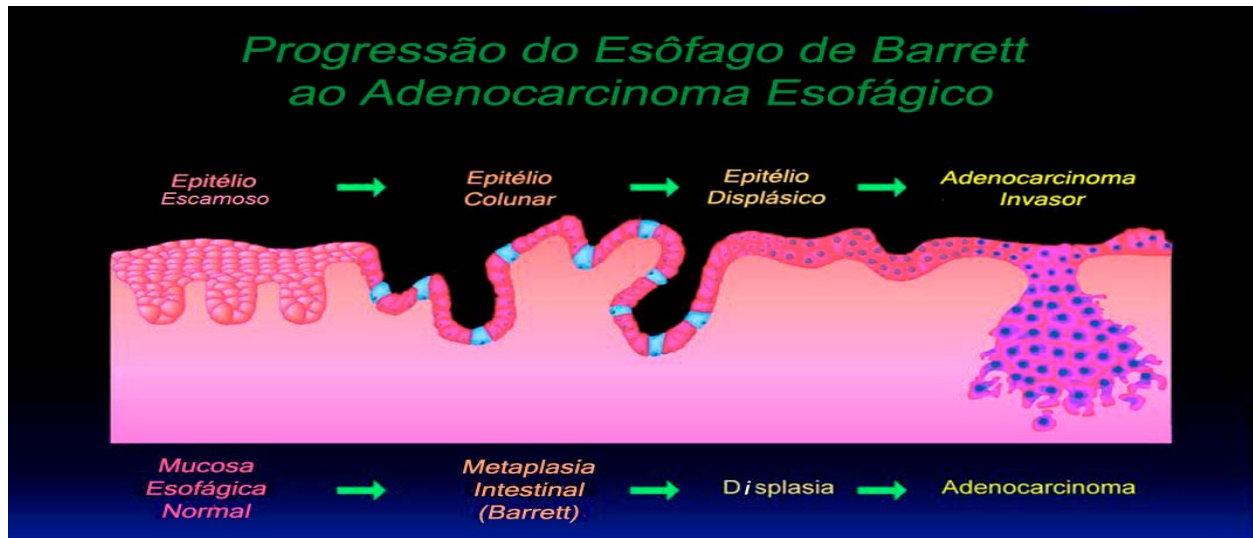 Progressão do Esôfago de Barrett
ao Adenocarcinoma Esofágico
Epitélio
Escamoso
Epitélio
Colunar
Epitélio
Displásico
Adenocarcinoma
Invasor
Mucosa
Esofágica
Normal
Metaplasia
Intestinal
(Barrett)
Displasia
Adenocarcinoma